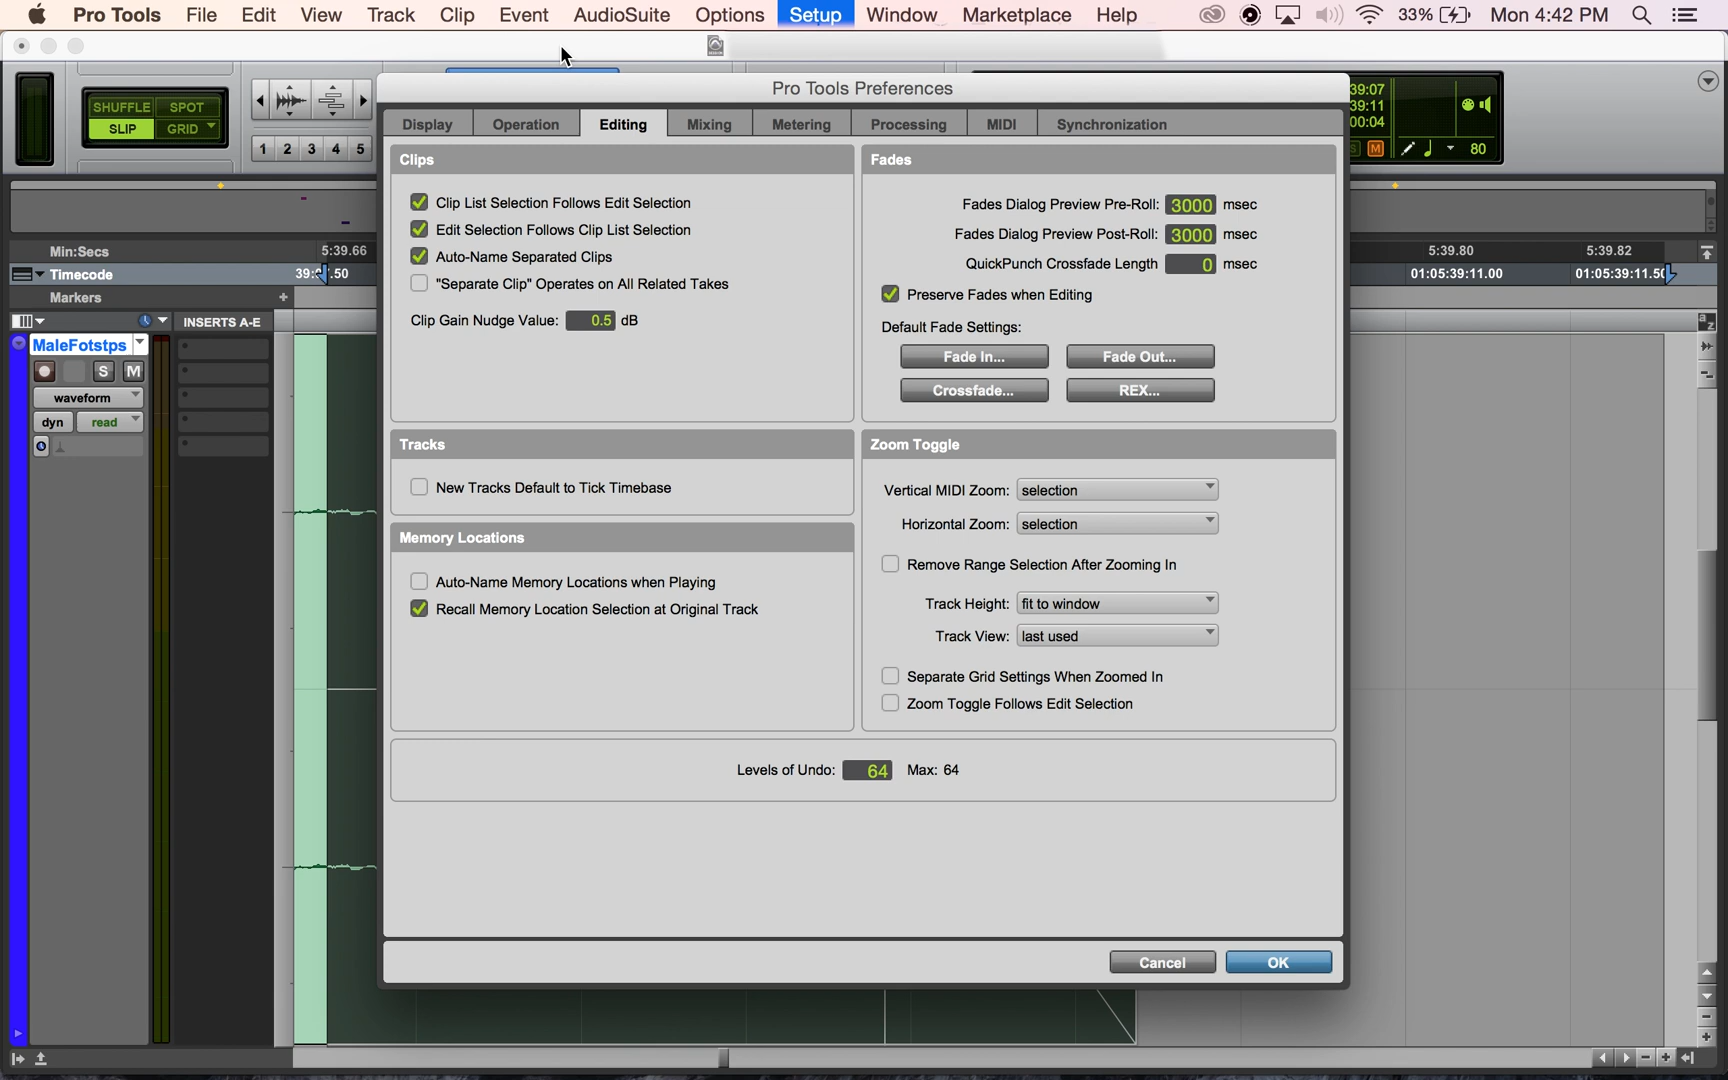 Pro Tools File Edit View Track Clip Event AudioSuite Options Setup Window Marketplace Help 33% Mon 4:42 PM
Pro Tools Preferences
SHUFFLE SPOT
SLIP GRID
1 2 3 4 5
39:07
39:11
00:04
S M 80
Display Operation Editing Mixing Metering Processing MIDI Synchronization
Clips
Clip List Selection Follows Edit Selection
Edit Selection Follows Clip List Selection
Auto-Name Separated Clips
"Separate Clip" Operates on All Related Takes
Clip Gain Nudge Value: 0.5 dB
Fades
Fades Dialog Preview Pre-Roll: 3000 msec
Fades Dialog Preview Post-Roll: 3000 msec
QuickPunch Crossfade Length 0 msec
Preserve Fades when Editing
Default Fade Settings:
Fade In... Fade Out...
Crossfade... REX...
Tracks
New Tracks Default to Tick Timebase
Memory Locations
Auto-Name Memory Locations when Playing
Recall Memory Location Selection at Original Track
Zoom Toggle
Vertical MIDI Zoom: selection
Horizontal Zoom: selection
Remove Range Selection After Zooming In
Track Height: fit to window
Track View: last used
Separate Grid Settings When Zoomed In
Zoom Toggle Follows Edit Selection
Levels of Undo: 64 Max: 64
Cancel OK
Min:Secs 5:39.66 5:39.80 5:39.82
Timecode 01:05:39:11.00
Markers
INSERTS A-E
MaleFotstps
S M
waveform
dyn read
a z